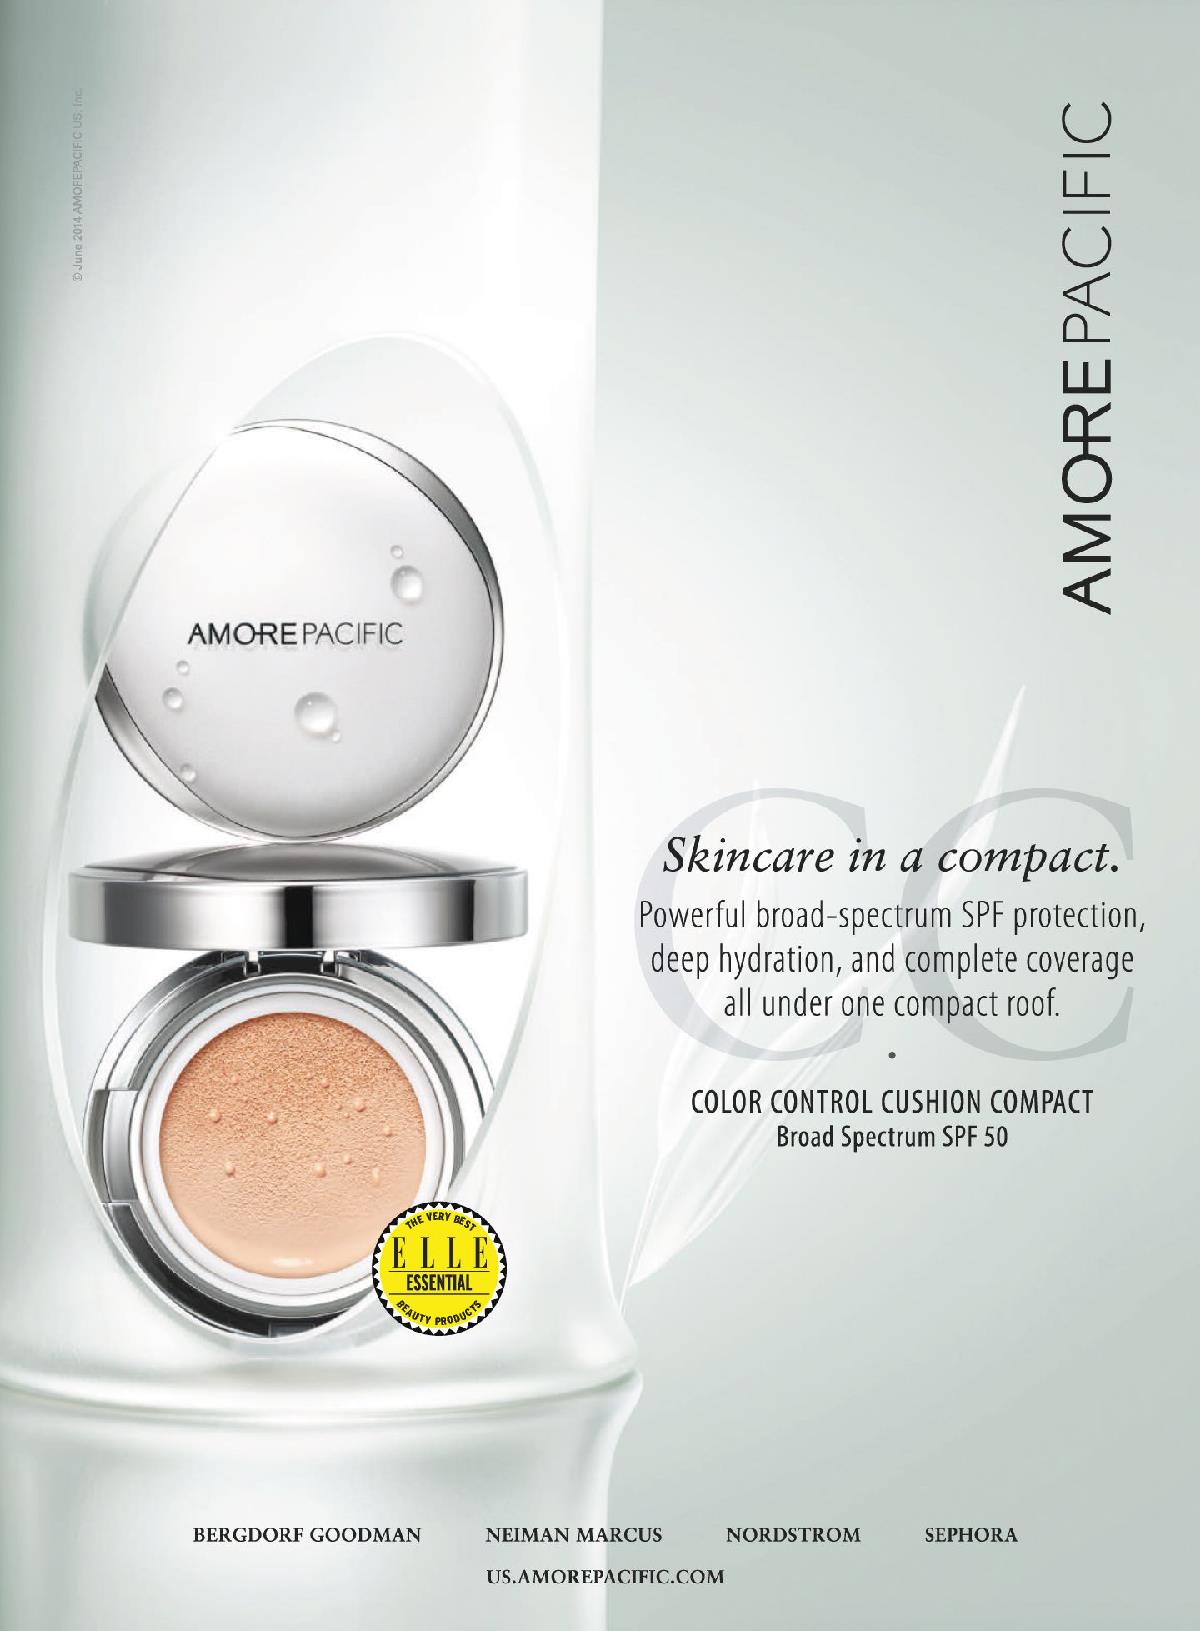 © June 2014 AMOREPACIFIC US. Inc.
AMOREPACIFIC
AMOREPACIFIC
CC
Skincare in a compact.
Powerful broad-spectrum SPF protection,
deep hydration, and complete coverage
all under one compact roof.
•
COLOR CONTROL CUSHION COMPACT
Broad Spectrum SPF 50
THE VERY BEST
ELLE
ESSENTIAL
BEAUTY PRODUCTS
BERGDORF GOODMAN NEIMAN MARCUS NORDSTROM SEPHORA
US.AMOREPACIFIC.COM